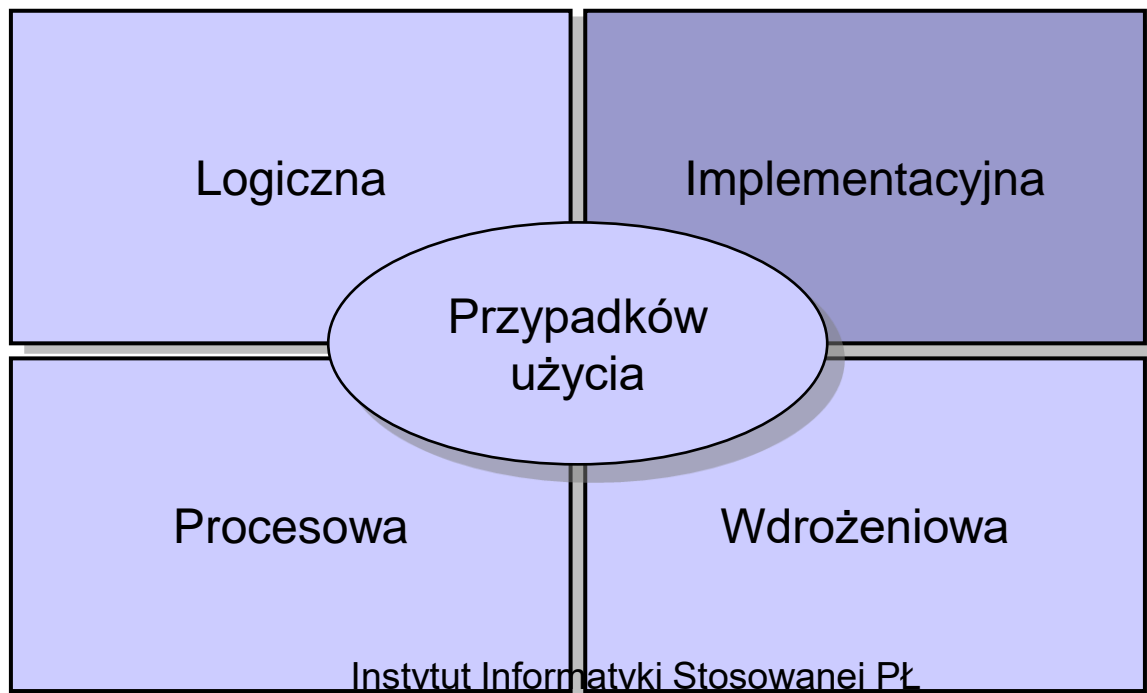 Logiczna
Implementacyjna
Przypadków
użycia
Procesowa
Wdrożeniowa
Instytut Informatyki Stosowanej PŁ